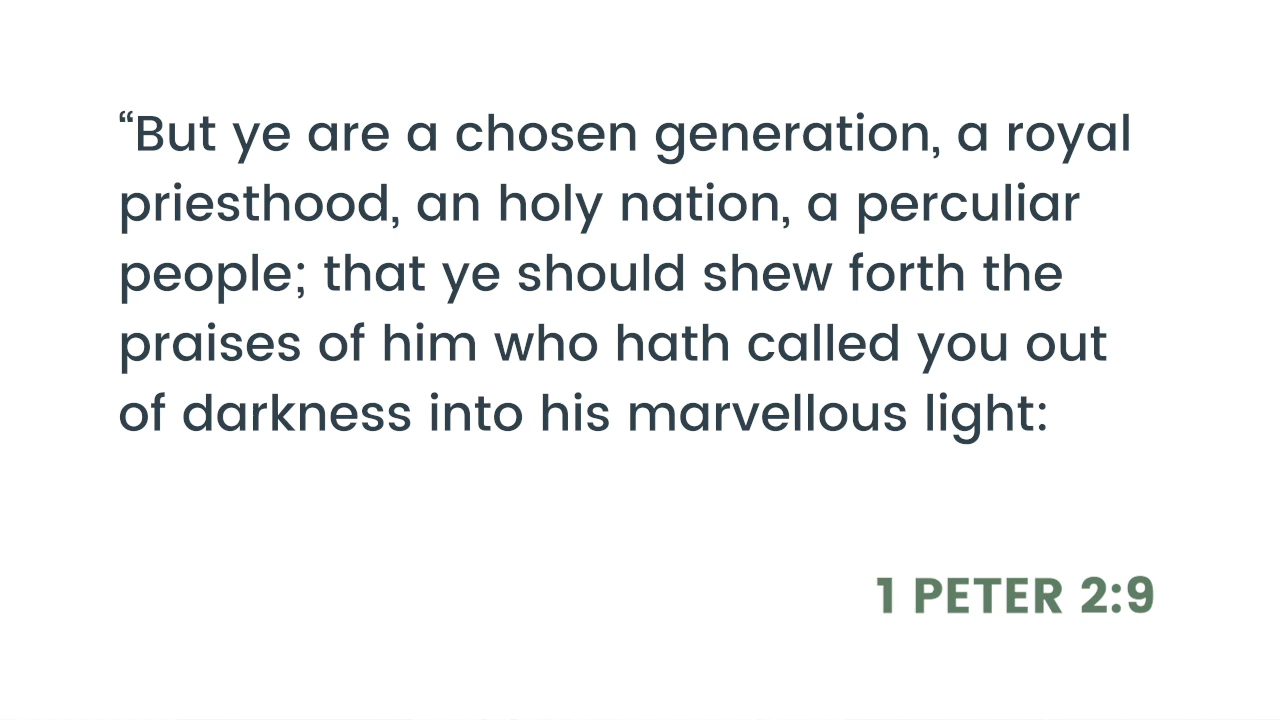 “But ye are a chosen generation, a royal
priesthood, an holy nation, a perculiar
people; that ye should shew forth the
praises of him who hath called you out
of darkness into his marvellous light:
1 PETER 2:9